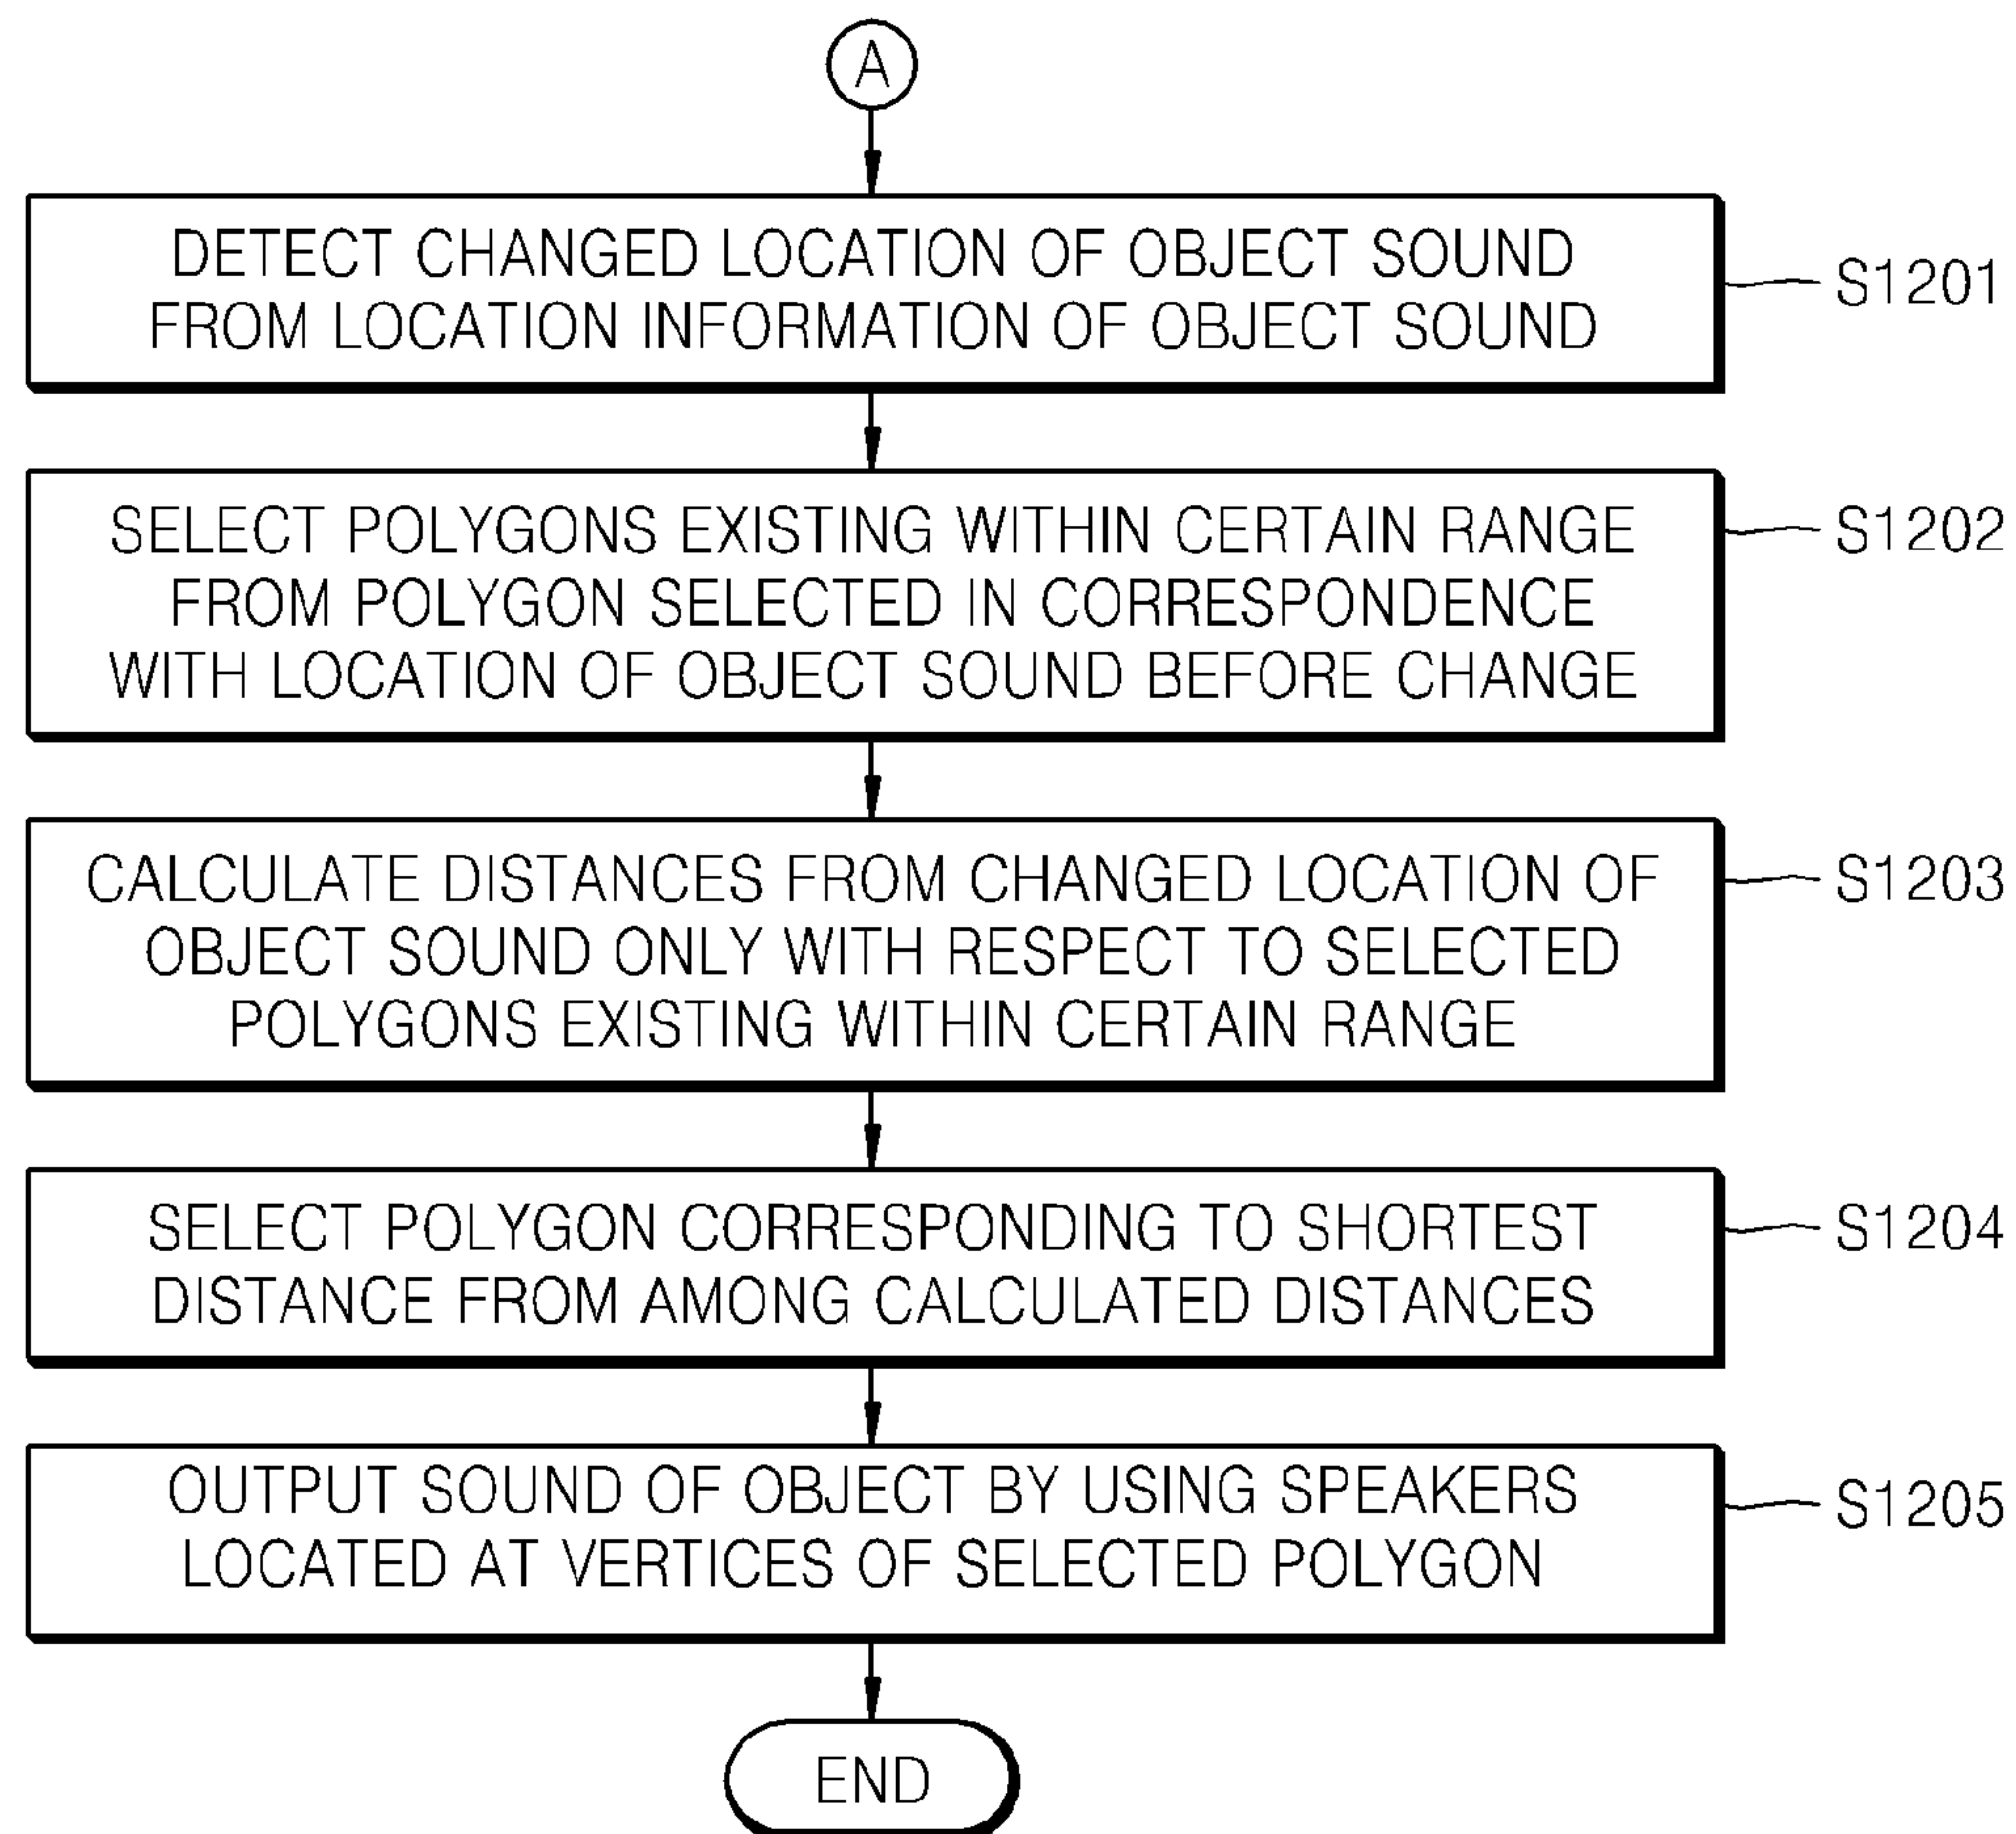 A
DETECT CHANGED LOCATION OF OBJECT SOUND
FROM LOCATION INFORMATION OF OBJECT SOUND
S1201
SELECT POLYGONS EXISTING WITHIN CERTAIN RANGE
FROM POLYGON SELECTED IN CORRESPONDENCE
WITH LOCATION OF OBJECT SOUND BEFORE CHANGE
S1202
CALCULATE DISTANCES FROM CHANGED LOCATION OF
OBJECT SOUND ONLY WITH RESPECT TO SELECTED
POLYGONS EXISTING WITHIN CERTAIN RANGE
S1203
SELECT POLYGON CORRESPONDING TO SHORTEST
DISTANCE FROM AMONG CALCULATED DISTANCES
S1204
OUTPUT SOUND OF OBJECT BY USING SPEAKERS
LOCATED AT VERTICES OF SELECTED POLYGON
S1205
END